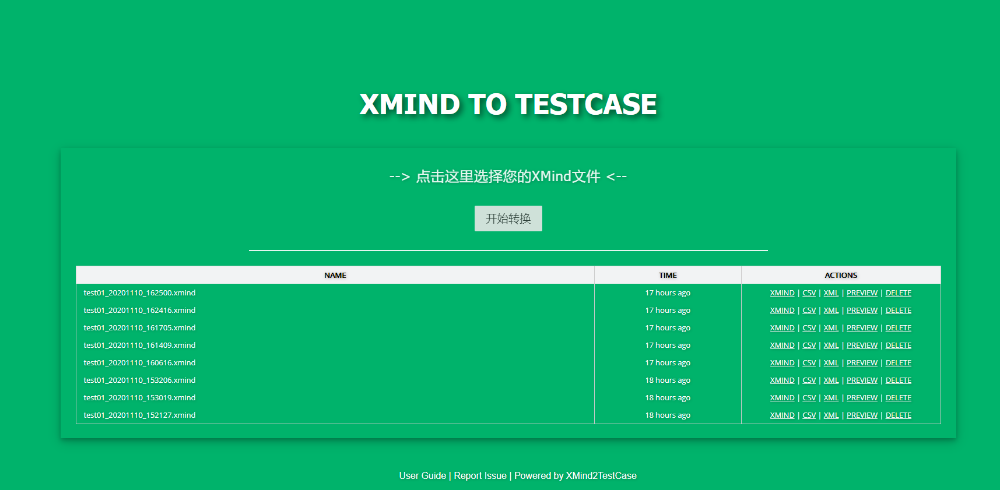 XMIND TO TESTCASE
--> 点击这里选择您的XMind文件 <--
开始转换
NAME TIME ACTIONS
test01_20201110_162500.xmind 17 hours ago XMIND | CSV | XML | PREVIEW | DELETE
test01_20201110_162416.xmind 17 hours ago XMIND | CSV | XML | PREVIEW | DELETE
test01_20201110_161705.xmind 17 hours ago XMIND | CSV | XML | PREVIEW | DELETE
test01_20201110_161409.xmind 17 hours ago XMIND | CSV | XML | PREVIEW | DELETE
test01_20201110_160616.xmind 17 hours ago XMIND | CSV | XML | PREVIEW | DELETE
test01_20201110_153206.xmind 18 hours ago XMIND | CSV | XML | PREVIEW | DELETE
test01_20201110_153019.xmind 18 hours ago XMIND | CSV | XML | PREVIEW | DELETE
test01_20201110_152127.xmind 18 hours ago XMIND | CSV | XML | PREVIEW | DELETE
User Guide | Report Issue | Powered by XMind2TestCase